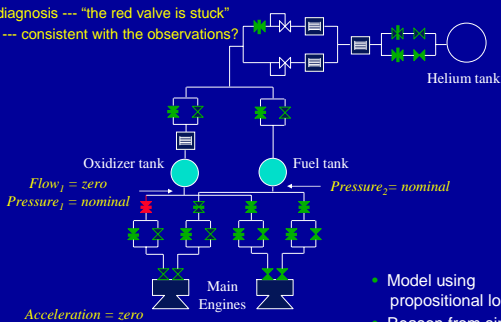 diagnosis --- “the red valve is stuck”
--- consistent with the observations?
Helium tank
Oxidizer tank
Fuel tank
Flow1 = zero
Pressure1 = nominal
Pressure2= nominal
Main
Engines
Acceleration = zero
• Model using
propositional lo